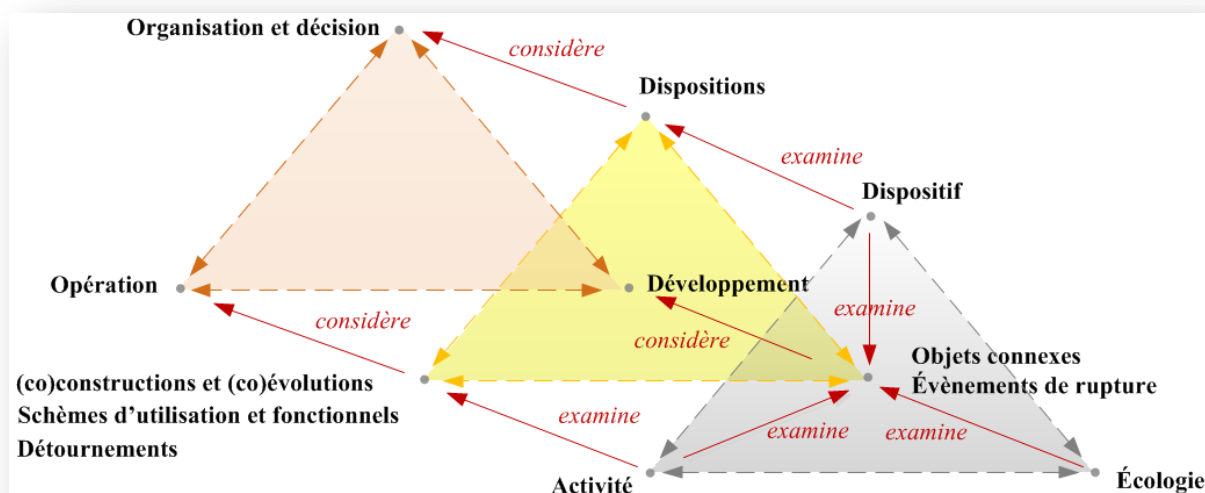 Organisation et décision
considère
Dispositions
examine
Dispositif
Opération
considère
Développement
considère
examine
Objets connexes
Évènements de rupture
(co)constructions et (co)évolutions
Schèmes d’utilisation et fonctionnels
Détournements
examine
examine
examine
Activité
Écologie